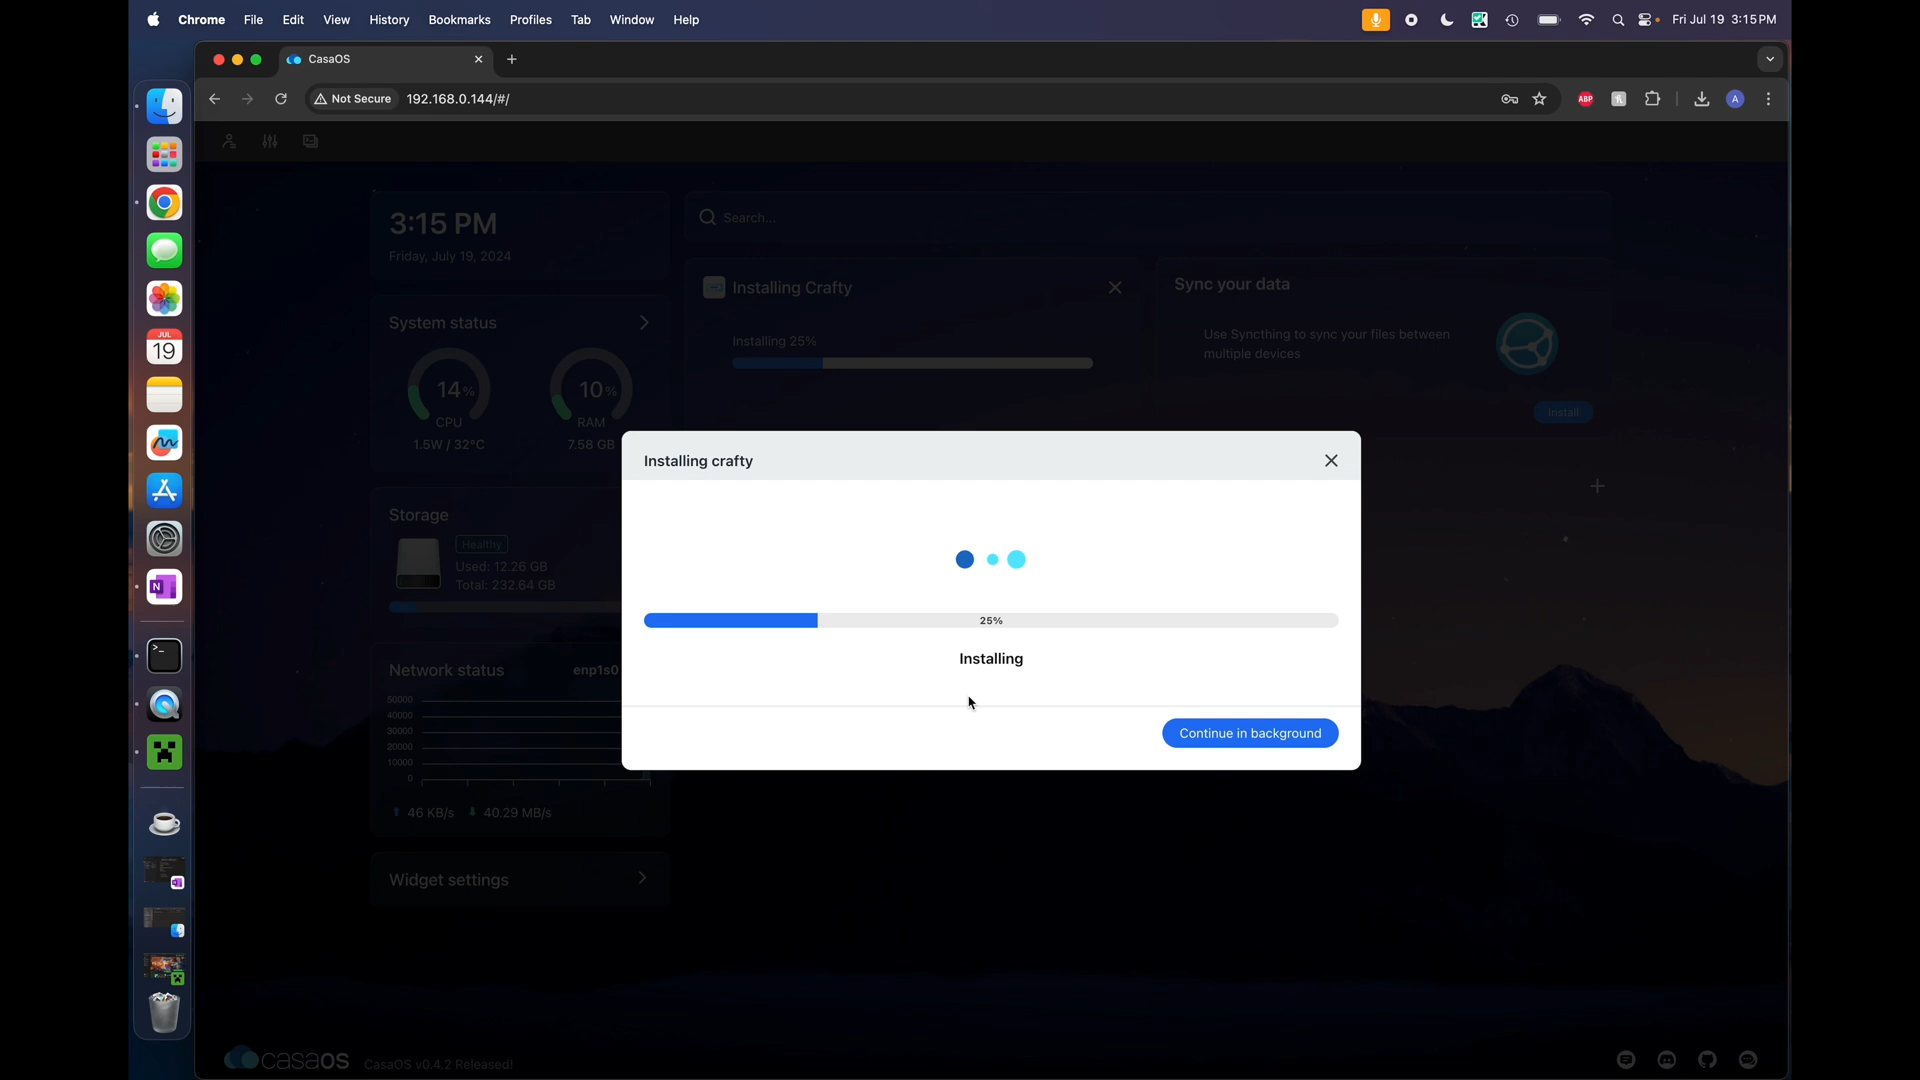 Chrome File Edit View History Bookmarks Profiles Tab Window Help
Fri Jul 19 3:15 PM
CasaOS
Not Secure 192.168.0.144/#/
ABP
A
JUL
19
3:15 PM
Friday, July 19, 2024
Search...
System status
14%
CPU
1.5W / 32°C
10%
RAM
7.58 GB
Installing Crafty
Installing 25%
Sync your data
Use Syncthing to sync your files between
multiple devices
Install
Installing crafty
25%
Installing
Continue in background
Storage
Healthy
Used: 12.26 GB
Total: 232.64 GB
Network status enp1s0
50000
40000
30000
20000
10000
0
46 KB/s 40.29 MB/s
Widget settings
casaOS CasaOS v0.4.2 Released!